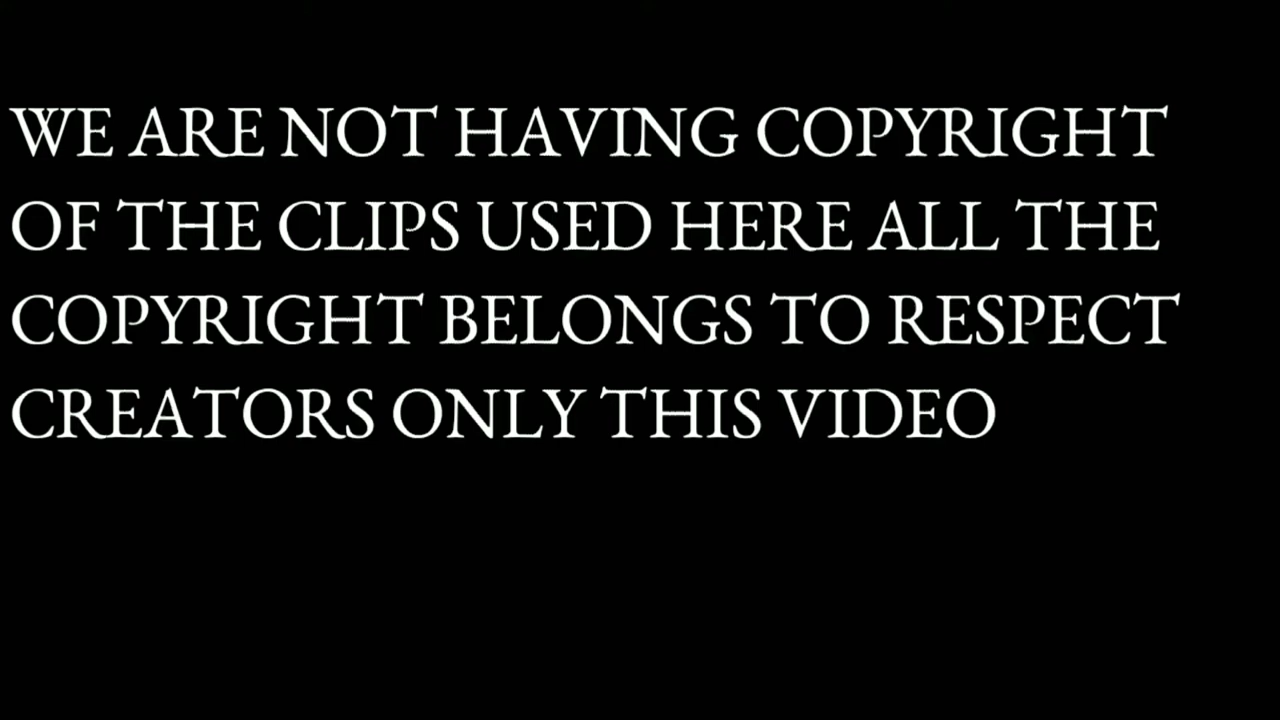 WE ARE NOT HAVING COPYRIGHT
OF THE CLIPS USED HERE ALL THE
COPYRIGHT BELONGS TO RESPECT
CREATORS ONLY THIS VIDEO